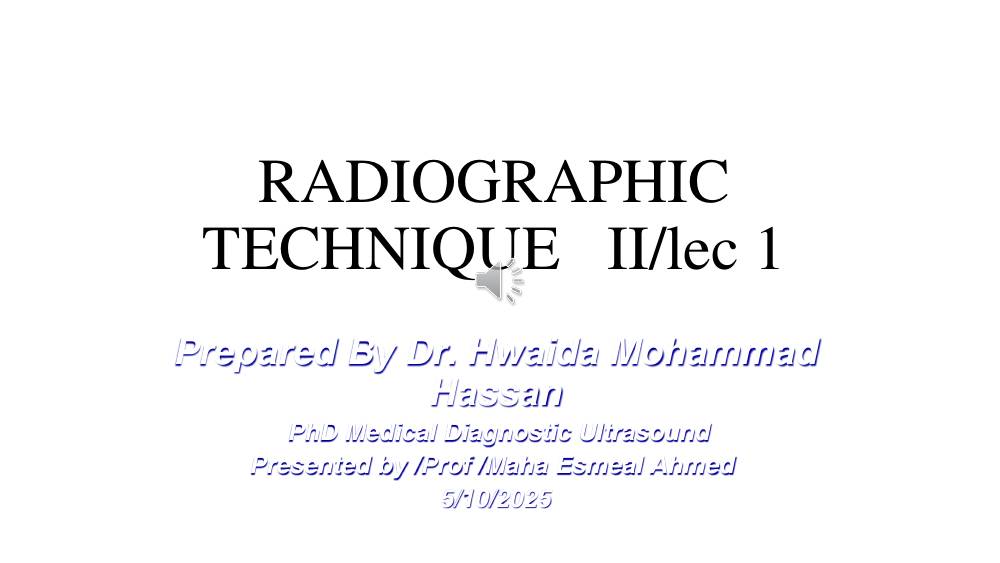 RADIOGRAPHIC
TECHNIQUE II/lec 1
Prepared By Dr. Hwaida Mohammad
Hassan
PhD Medical Diagnostic Ultrasound
Presented by /Prof /Maha Esmeal Ahmed
5/10/2025